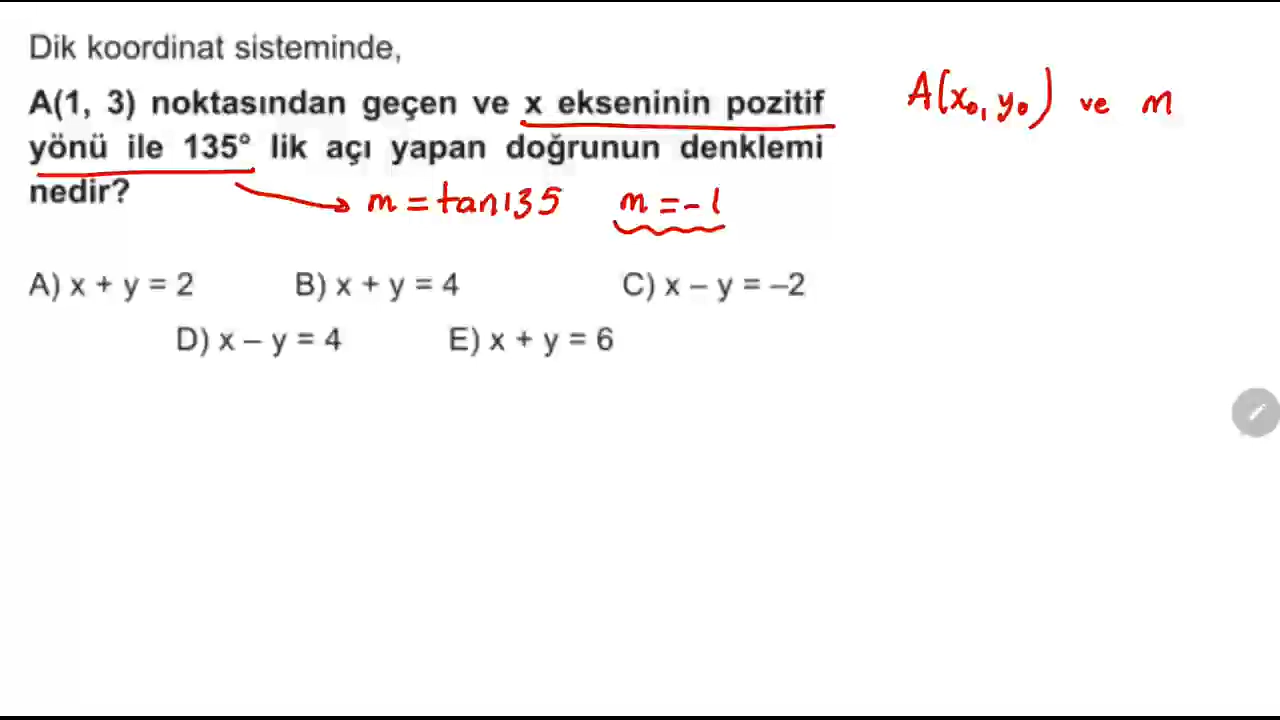 Dik koordinat sisteminde,
A(1, 3) noktasından geçen ve x ekseninin pozitif
yönü ile 135° lik açı yapan doğrunun denklemi
nedir?
A(x₀, y₀) ve m
m = tan135 m = -1
A) x + y = 2 B) x + y = 4 C) x – y = –2
D) x – y = 4 E) x + y = 6